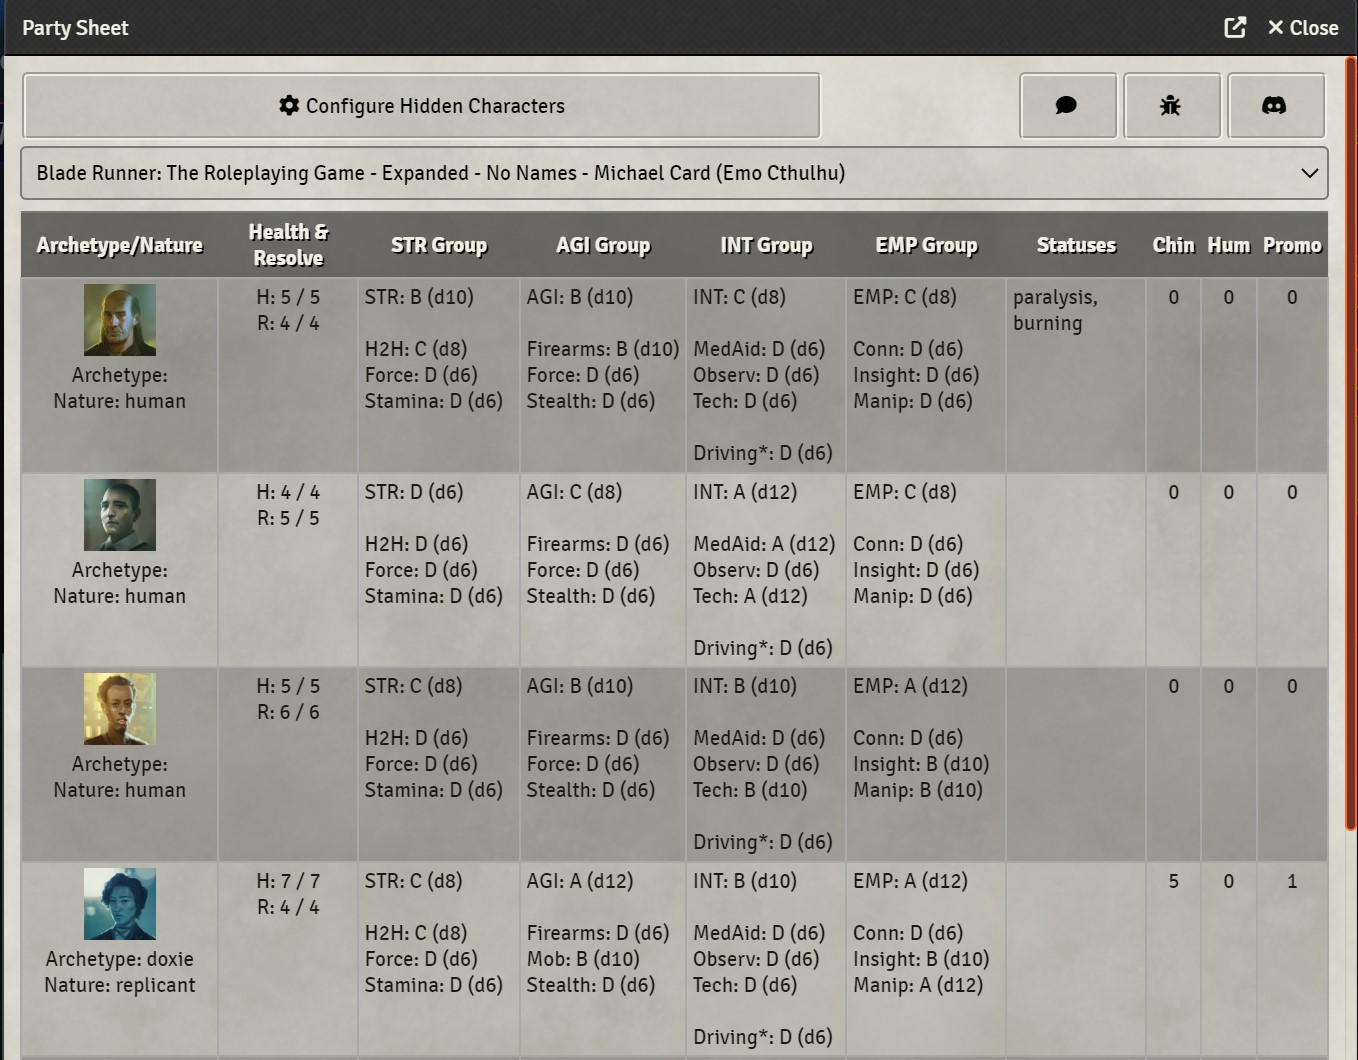 Party Sheet
Close
Configure Hidden Characters
Blade Runner: The Roleplaying Game - Expanded - No Names - Michael Card (Emo Cthulhu)
Archetype/Nature Health & Resolve STR Group AGI Group INT Group EMP Group Statuses Chin Hum Promo
Archetype:
Nature: human
H: 5 / 5
R: 4 / 4
STR: B (d10)
H2H: C (d8)
Force: D (d6)
Stamina: D (d6)
AGI: B (d10)
Firearms: B (d10)
Force: D (d6)
Stealth: D (d6)
INT: C (d8)
MedAid: D (d6)
Observ: D (d6)
Tech: D (d6)
Driving*: D (d6)
EMP: C (d8)
Conn: D (d6)
Insight: D (d6)
Manip: D (d6)
paralysis,
burning
0 0 0
Archetype:
Nature: human
H: 4 / 4
R: 5 / 5
STR: D (d6)
H2H: D (d6)
Force: D (d6)
Stamina: D (d6)
AGI: C (d8)
Firearms: D (d6)
Force: D (d6)
Stealth: D (d6)
INT: A (d12)
MedAid: A (d12)
Observ: D (d6)
Tech: A (d12)
Driving*: D (d6)
EMP: C (d8)
Conn: D (d6)
Insight: D (d6)
Manip: D (d6)
0 0 0
Archetype:
Nature: human
H: 5 / 5
R: 6 / 6
STR: C (d8)
H2H: D (d6)
Force: D (d6)
Stamina: D (d6)
AGI: B (d10)
Firearms: D (d6)
Force: D (d6)
Stealth: D (d6)
INT: B (d10)
MedAid: D (d6)
Observ: D (d6)
Tech: B (d10)
Driving*: D (d6)
EMP: A (d12)
Conn: D (d6)
Insight: B (d10)
Manip: B (d10)
0 0 0
Archetype: doxie
Nature: replicant
H: 7 / 7
R: 4 / 4
STR: C (d8)
H2H: C (d8)
Force: D (d6)
Stamina: D (d6)
AGI: A (d12)
Firearms: D (d6)
Mob: B (d10)
Stealth: D (d6)
INT: B (d10)
MedAid: D (d6)
Observ: D (d6)
Tech: D (d6)
Driving*: D (d6)
EMP: A (d12)
Conn: D (d6)
Insight: B (d10)
Manip: A (d12)
5 0 1